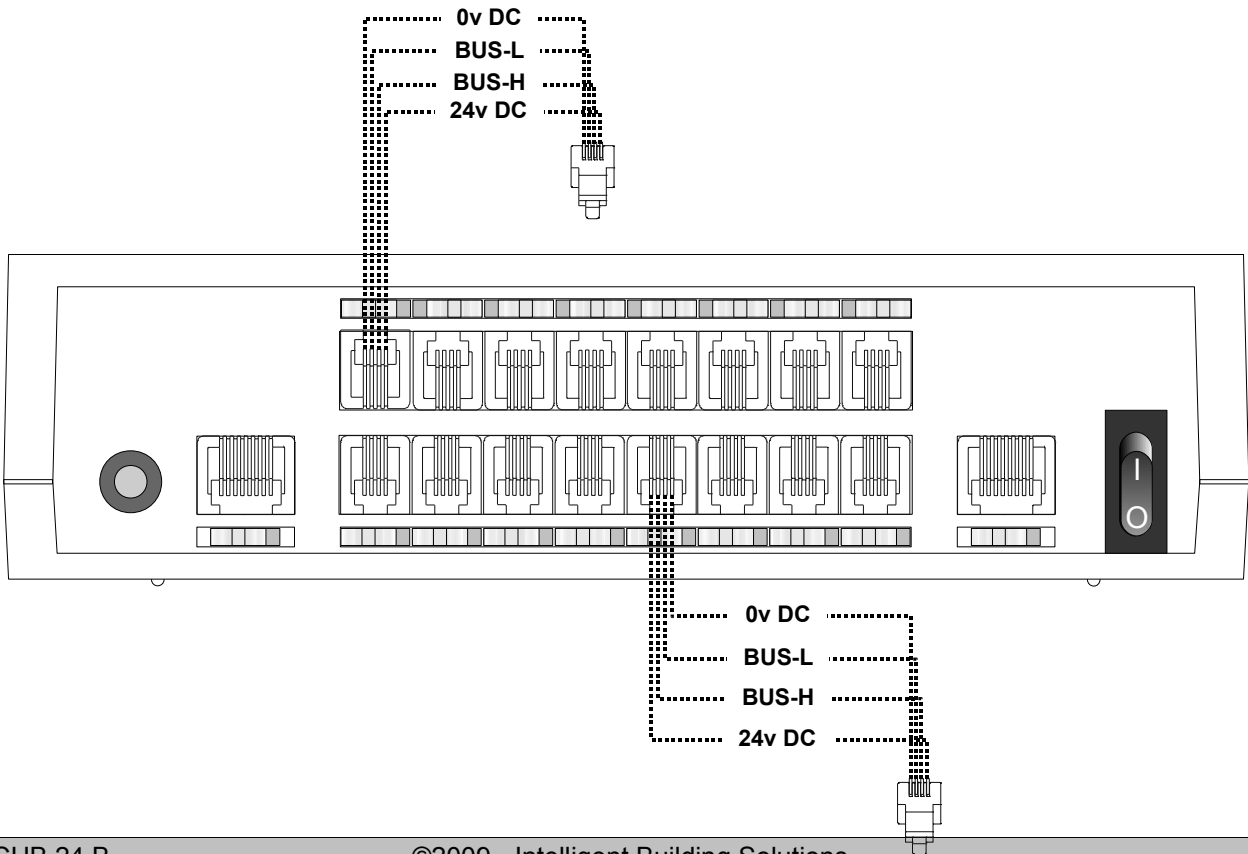 0v DC
BUS-L
BUS-H
24v DC
I
O
0v DC
BUS-L
BUS-H
24v DC
©2009 - Intelligent Building Solutions